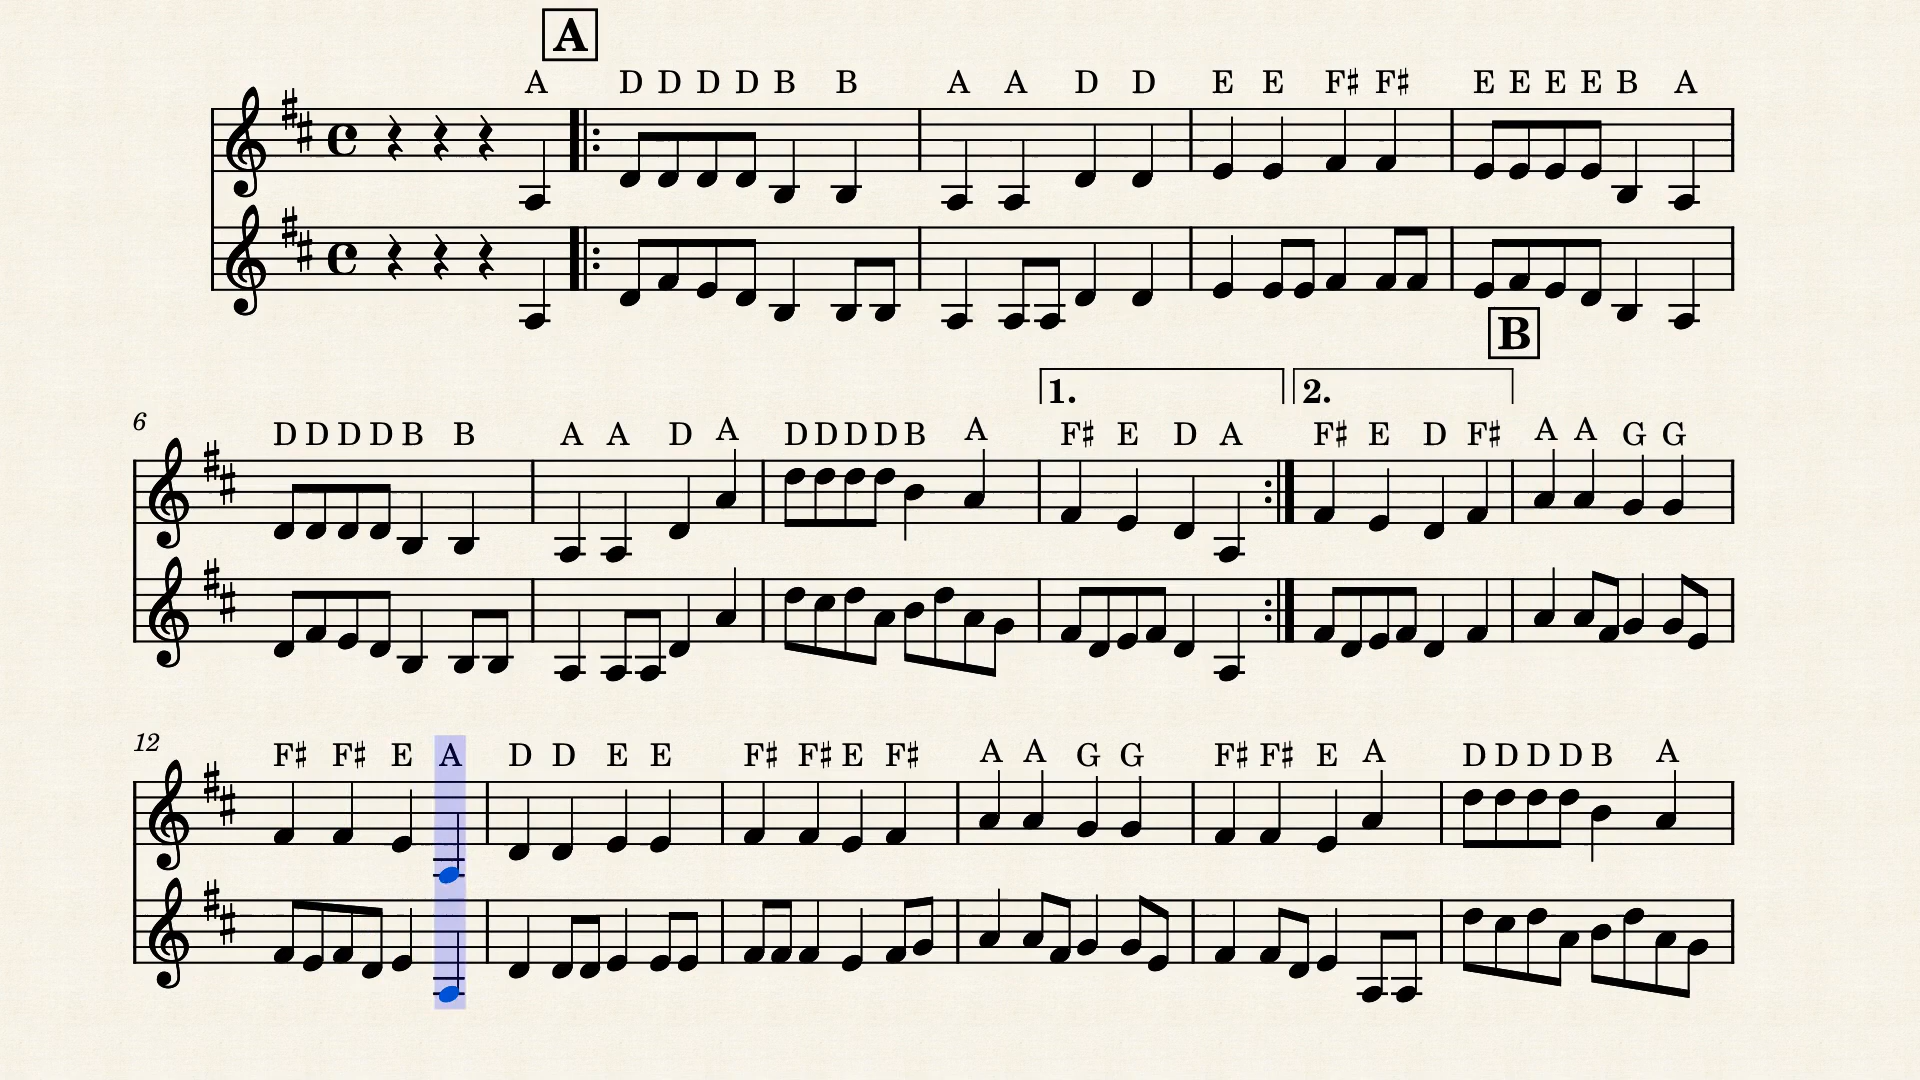 A
A D D D D B B A A D D E E F♯ F♯ E E E E B A
B
1. 2.
6
D D D D B B A A D A D D D D B A F♯ E D A F♯ E D F♯ A A G G
12
F♯ F♯ E A D D E E F♯ F♯ E F♯ A A G G F♯ F♯ E A D D D D B A